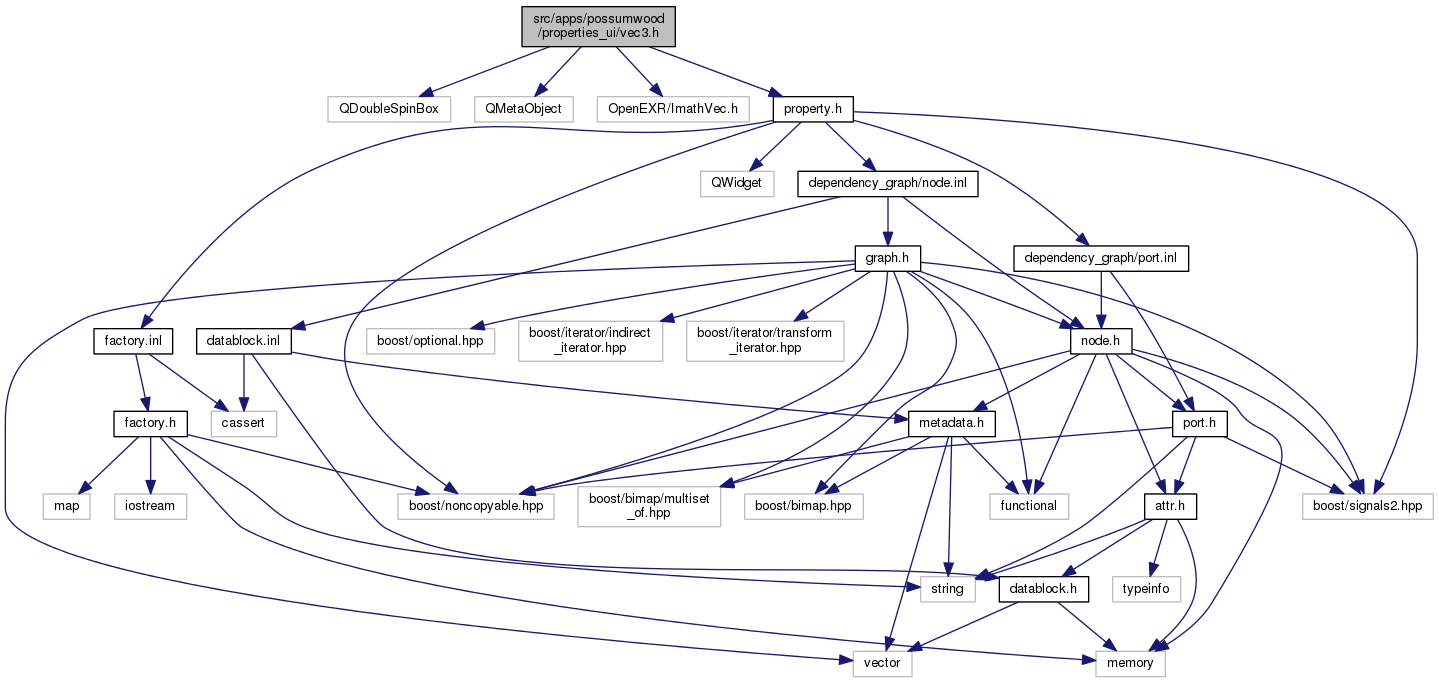 src/apps/possumwood
/properties_ui/vec3.h
QDoubleSpinBox
QMetaObject
OpenEXR/ImathVec.h
property.h
QWidget
dependency_graph/node.inl
graph.h
dependency_graph/port.inl
factory.inl
datablock.inl
boost/optional.hpp
boost/iterator/indirect
_iterator.hpp
boost/iterator/transform
_iterator.hpp
node.h
factory.h
cassert
metadata.h
port.h
map
iostream
boost/noncopyable.hpp
boost/bimap/multiset
_of.hpp
boost/bimap.hpp
functional
attr.h
boost/signals2.hpp
string
datablock.h
typeinfo
vector
memory